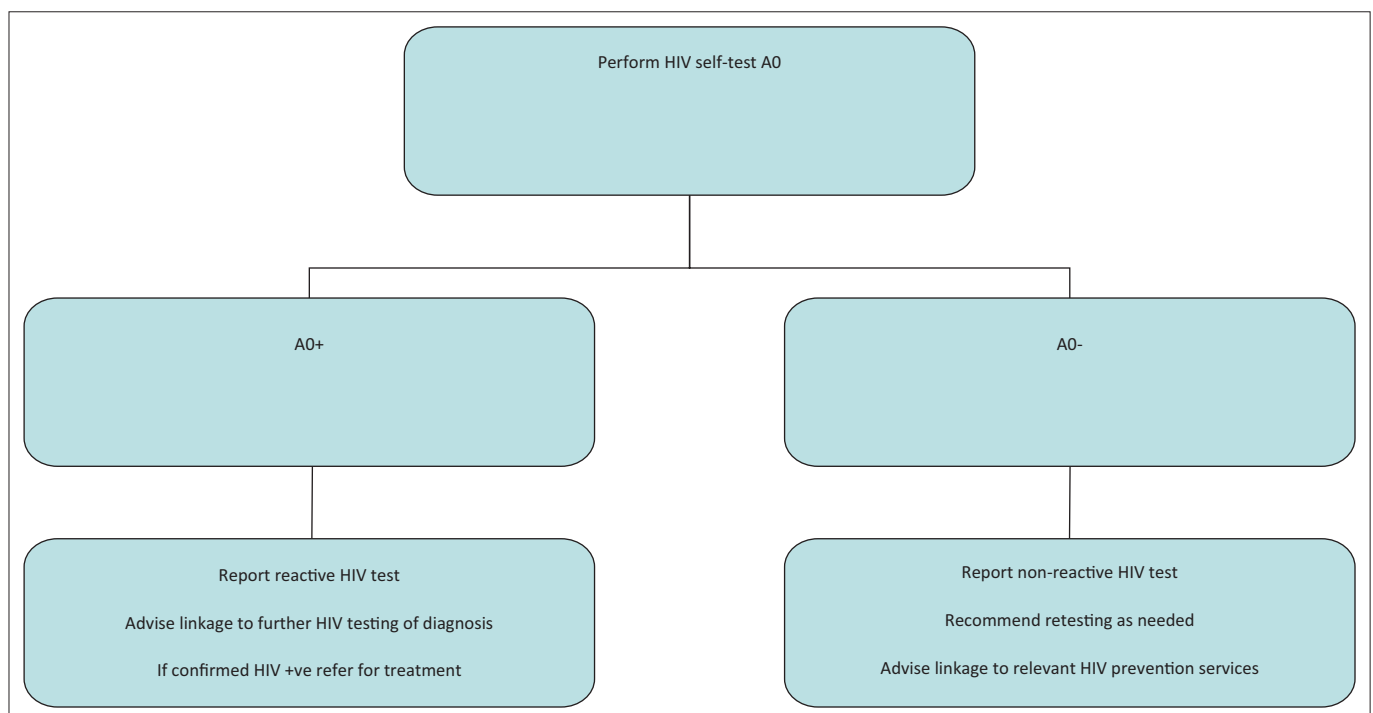 Perform HIV self-test A0
A0+
A0-
Report reactive HIV test
Advise linkage to further HIV testing of diagnosis
If confirmed HIV +ve refer for treatment
Report non-reactive HIV test
Recommend retesting as needed
Advise linkage to relevant HIV prevention services